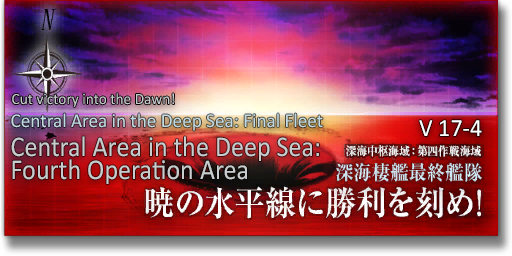 N
Cut victory into the Dawn!
Central Area in the Deep Sea: Final Fleet
Central Area in the Deep Sea:
Fourth Operation Area
V 17-4
深海中枢海域：第四作戦海域
深海棲艦最終艦隊
暁の水平線に勝利を刻め!